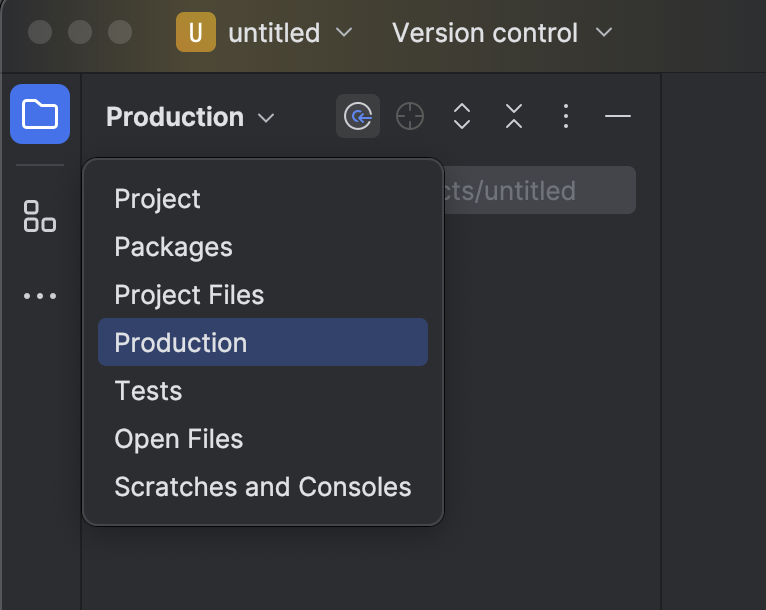 U untitled Version control
Production
cts/untitled
Project
Packages
Project Files
Production
Tests
Open Files
Scratches and Consoles